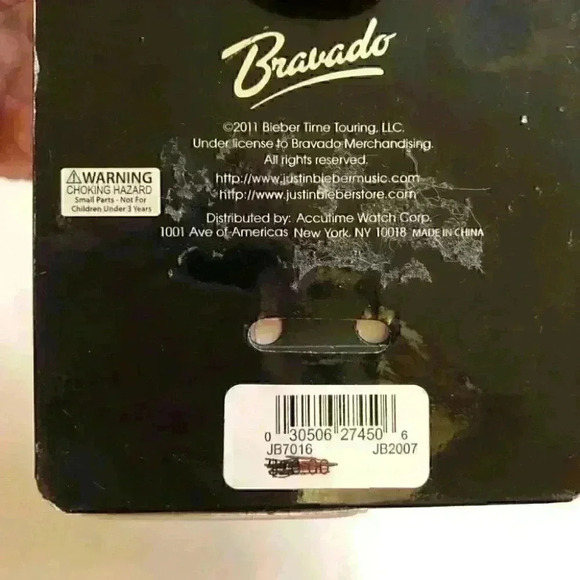 Bravado
©2011 Bieber Time Touring, LLC.
Under license to Bravado Merchandising.
All rights reserved.
http://www.justinbiebermusic.com
http://www.justinbieberstore.com
Distributed by: Accutime Watch Corp.
1001 Ave of Americas New York, NY 10018 MADE IN CHINA
⚠WARNING
CHOKING HAZARD
Small Parts - Not For
Children Under 3 Years
0 30506 27450 6
JB7016 JB2007